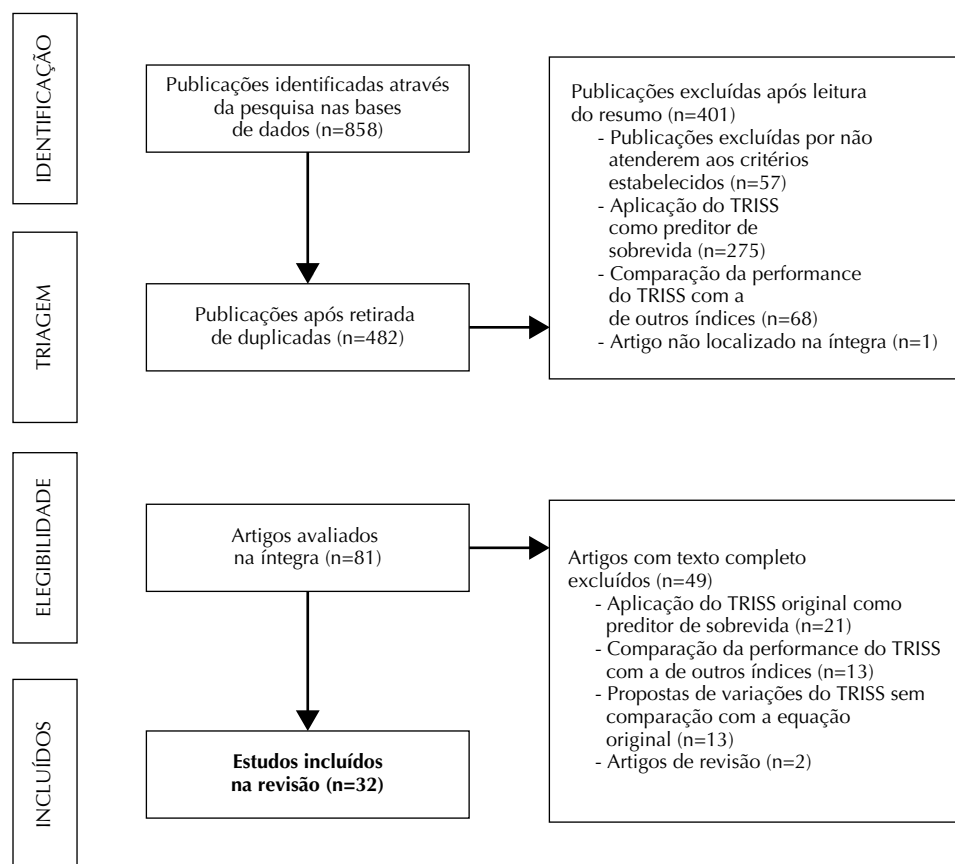 IDENTIFICAÇÃO
Publicações identificadas através
da pesquisa nas bases
de dados (n=858)
Publicações excluídas após leitura
do resumo (n=401)
- Publicações excluídas por não
atenderem aos critérios
estabelecidos (n=57)
- Aplicação do TRISS
como preditor de
sobrevida (n=275)
- Comparação da performance
do TRISS com a
de outros índices (n=68)
- Artigo não localizado na íntegra (n=1)
TRIAGEM
Publicações após retirada
de duplicadas (n=482)
ELEGIBILIDADE
Artigos avaliados
na íntegra (n=81)
Artigos com texto completo
excluídos (n=49)
- Aplicação do TRISS original como
preditor de sobrevida (n=21)
- Comparação da performance do TRISS
com a de outros índices (n=13)
- Propostas de variações do TRISS sem
comparação com a equação
original (n=13)
- Artigos de revisão (n=2)
INCLUÍDOS
Estudos incluídos
na revisão (n=32)